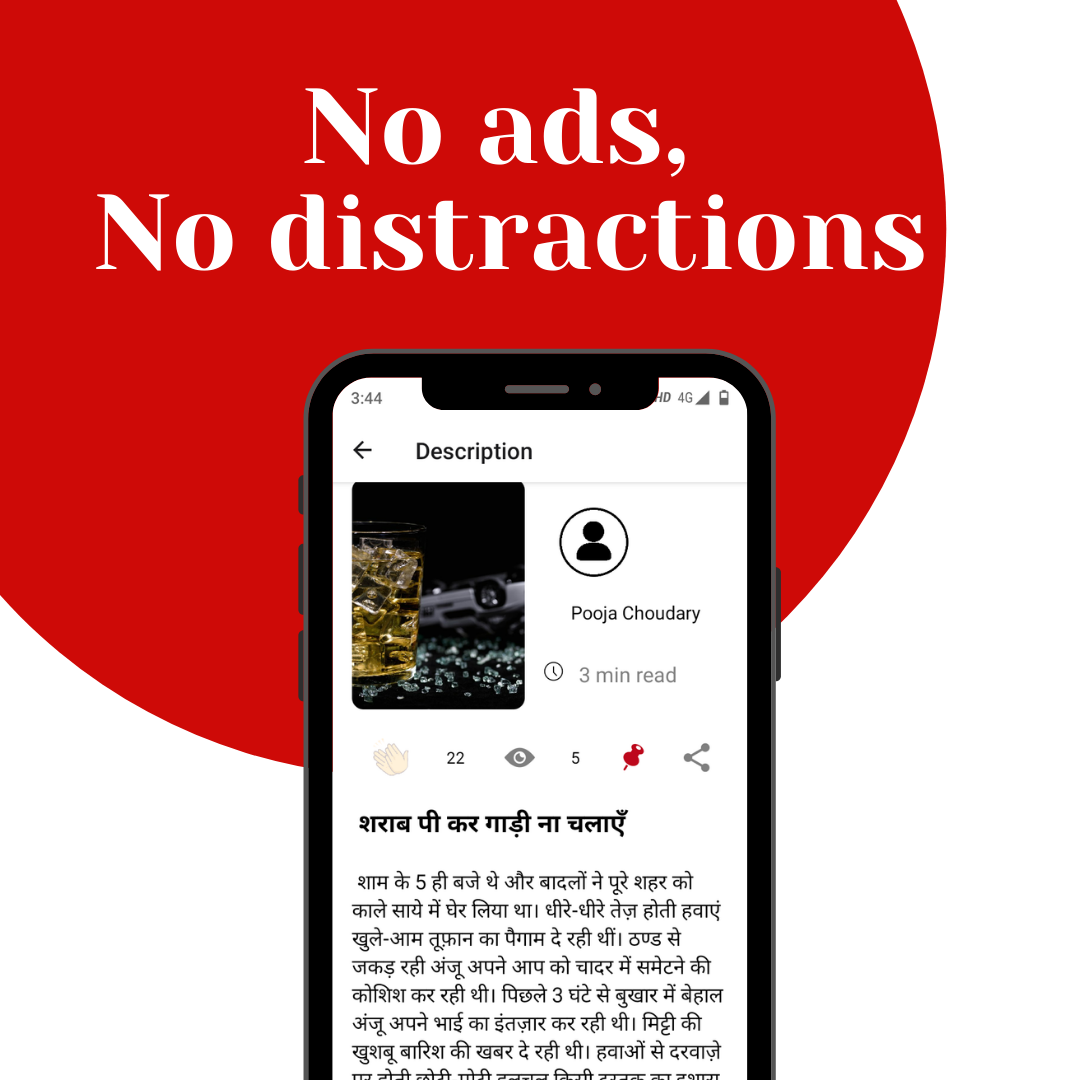 No ads,
No distractions
3:44
HD 4G
Description
Pooja Choudary
3 min read
22
5
शराब पी कर गाड़ी ना चलाएँ
शाम के 5 ही बजे थे और बादलों ने पूरे शहर को
काले साये में घेर लिया था। धीरे-धीरे तेज़ होती हवाएं
खुले-आम तूफ़ान का पैगाम दे रही थीं। ठण्ड से
जकड़ रही अंजू अपने आप को चादर में समेटने की
कोशिश कर रही थी। पिछले 3 घंटे से बुखार में बेहाल
अंजू अपने भाई का इंतज़ार कर रही थी। मिट्टी की
खुशबू बारिश की खबर दे रही थी। हवाओं से दरवाज़े